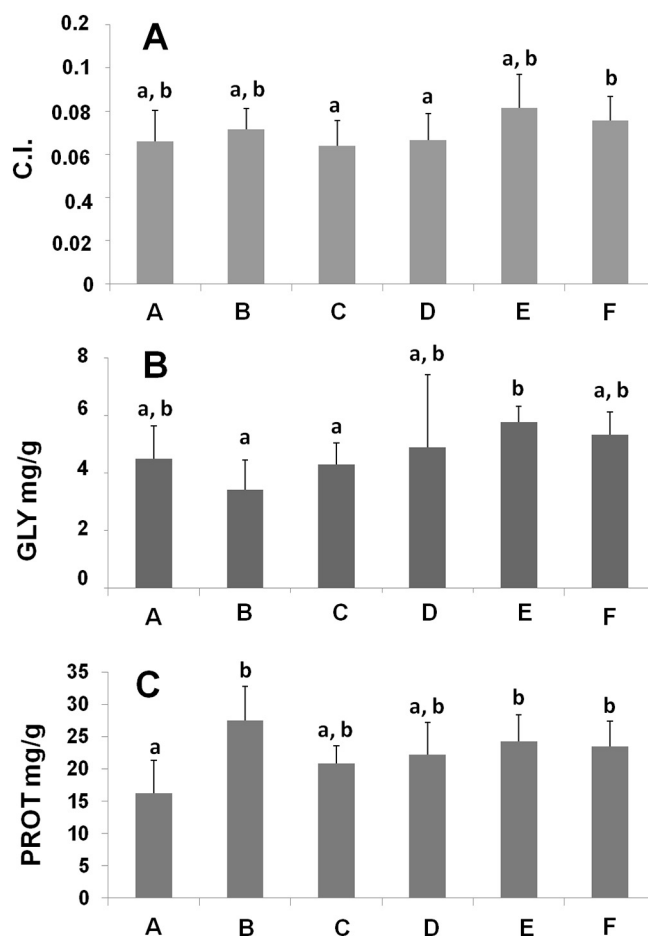 0.2
A
0.1
a, b
a, b
a
a
a, b
b
0.08
0.06
0.4
0.02
0
C.I.
A B C D E F
B
8
6
4
2
0
a, b
a
a
a, b
b
a, b
GLY mg/g
A B C D E F
C
35
30
25
20
15
10
5
0
a
b
a, b
a, b
b
b
PROT mg/g
A B C D E F